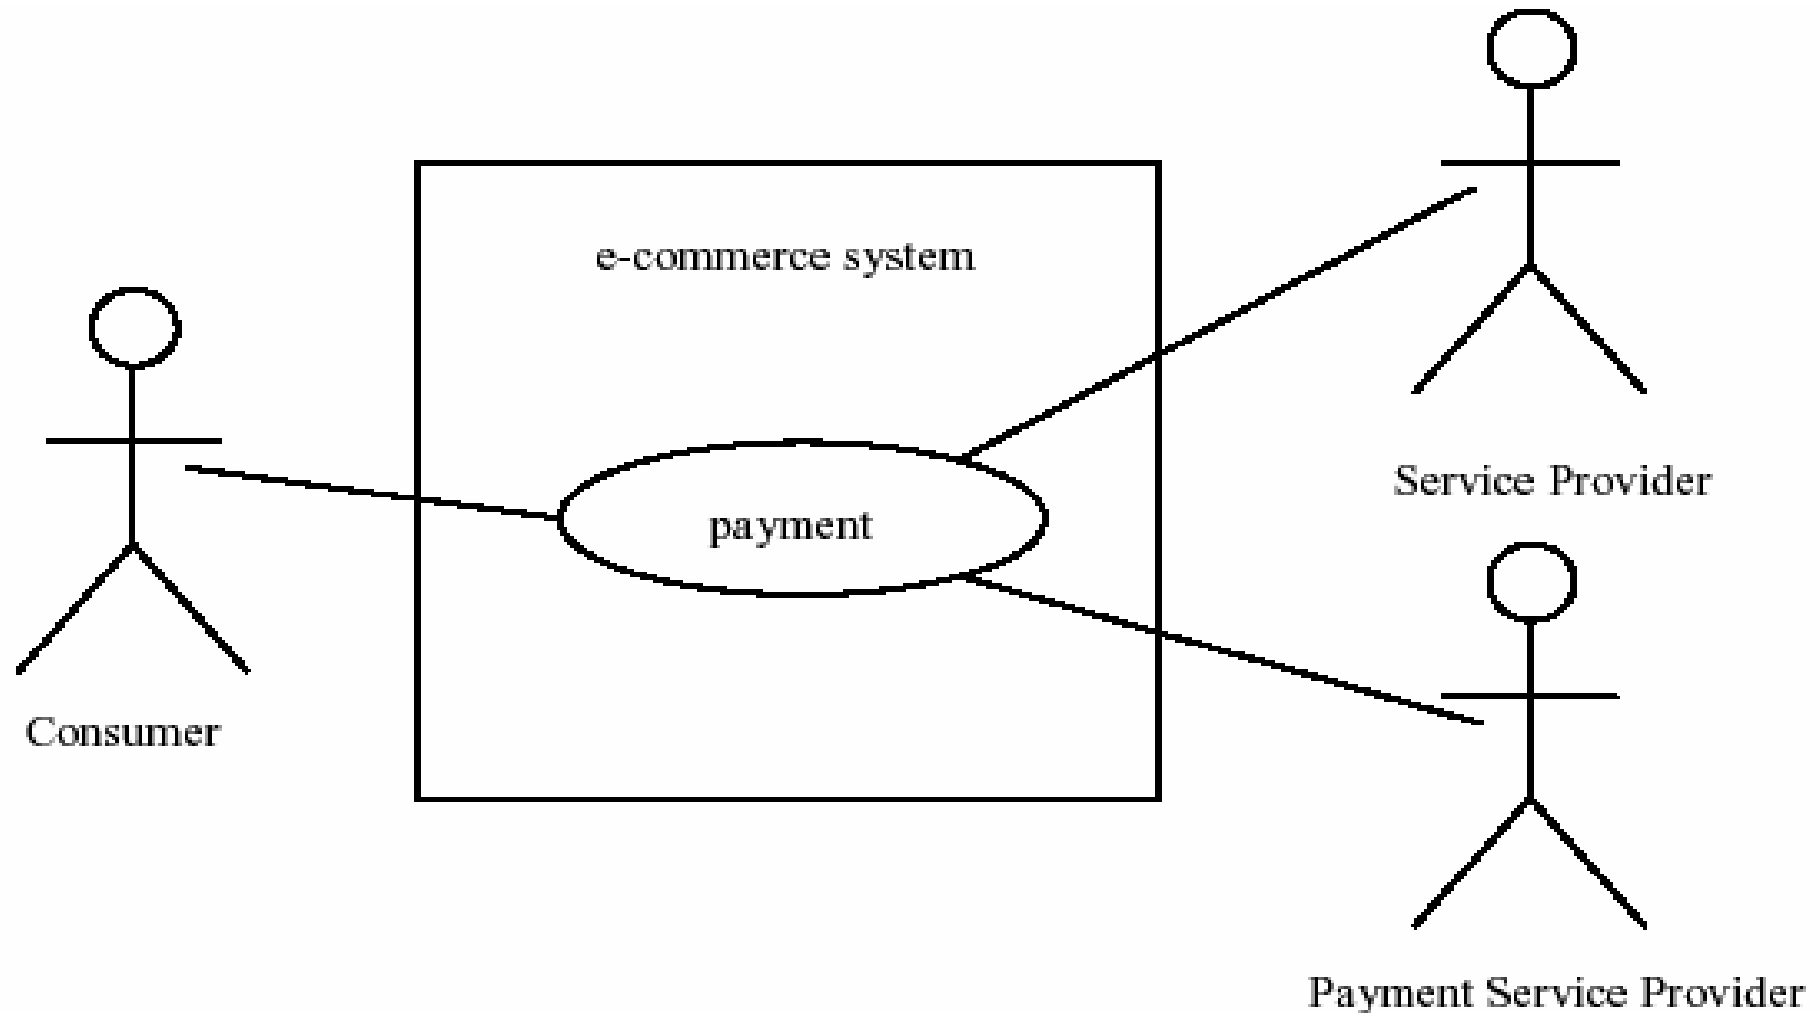 e-commerce system
Service Provider
payment
Consumer
Payment Service Provider